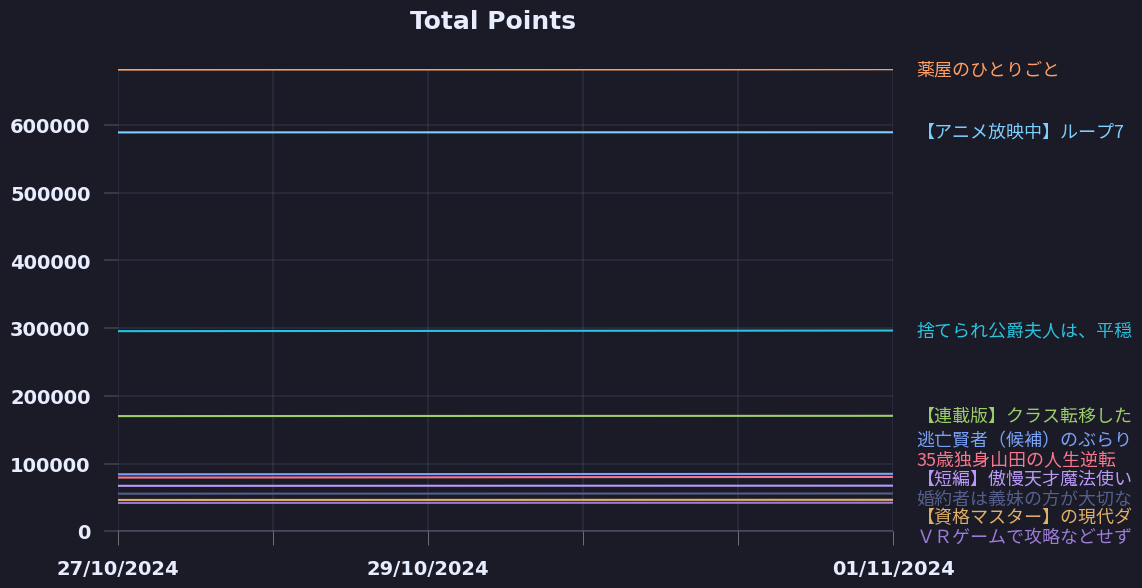 Total Points
薬屋のひとりごと
600000
【アニメ放映中】ループ7
500000
400000
300000
捨てられ公爵夫人は、平穏
200000
【連載版】クラス転移した
逃亡賢者（候補）のぶらり
100000
35歳独身山田の人生逆転
【短編】傲慢天才魔法使い
婚約者は義妹の方が大切な
【資格マスター】の現代ダ
0
ＶＲゲームで攻略などせず
27/10/2024
29/10/2024
01/11/2024